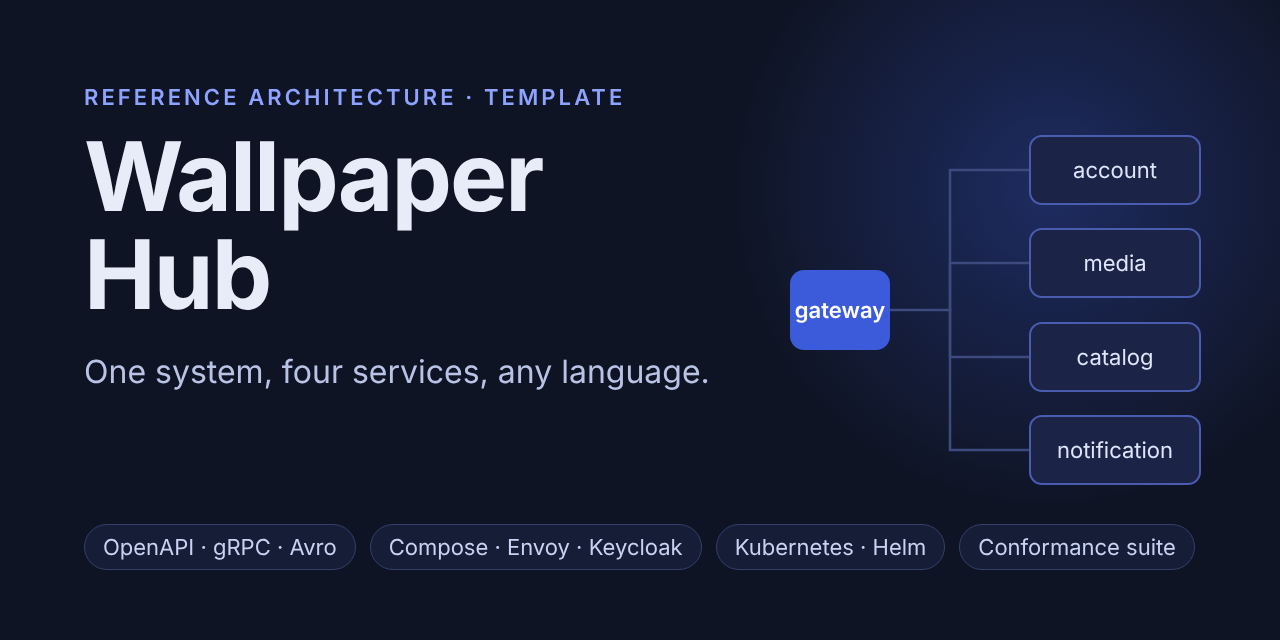 REFERENCE ARCHITECTURE · TEMPLATE
Wallpaper
Hub
One system, four services, any language.
gateway
account
media
catalog
notification
OpenAPI · gRPC · Avro
Compose · Envoy · Keycloak
Kubernetes · Helm
Conformance suite